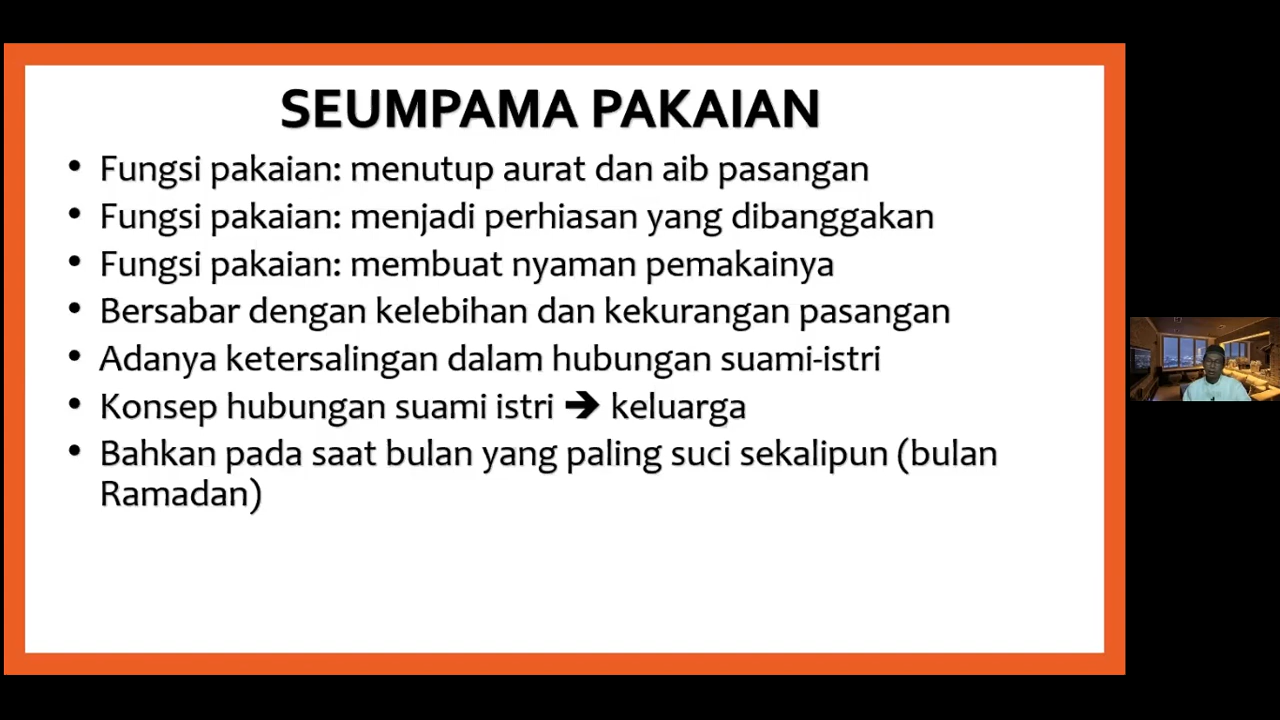 SEUMPAMA PAKAIAN
• Fungsi pakaian: menutup aurat dan aib pasangan
• Fungsi pakaian: menjadi perhiasan yang dibanggakan
• Fungsi pakaian: membuat nyaman pemakainya
• Bersabar dengan kelebihan dan kekurangan pasangan
• Adanya ketersalingan dalam hubungan suami-istri
• Konsep hubungan suami istri ➔ keluarga
• Bahkan pada saat bulan yang paling suci sekalipun (bulan
Ramadan)